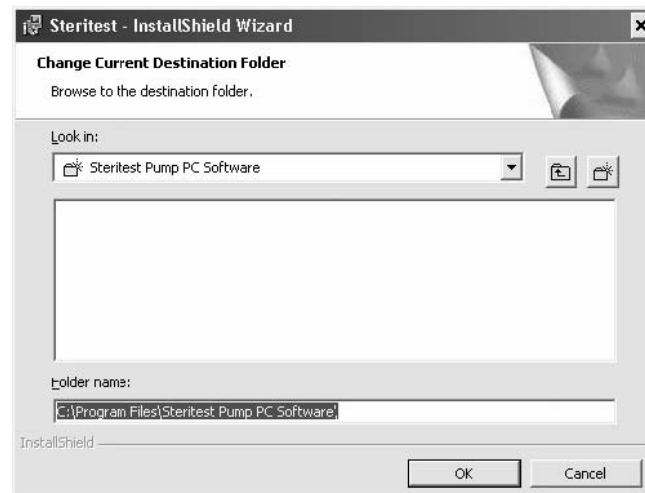 Steritest - InstallShield Wizard
Change Current Destination Folder
Browse to the destination folder.
Look in:
Steritest Pump PC Software
Folder name:
C:\Program Files\Steritest Pump PC Software\
InstallShield
OK Cancel